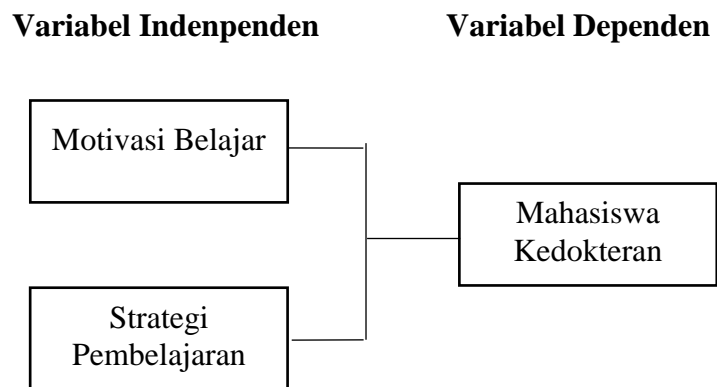 Variabel Indenpenden
Variabel Dependen
Motivasi Belajar
Mahasiswa
Kedokteran
Strategi
Pembelajaran